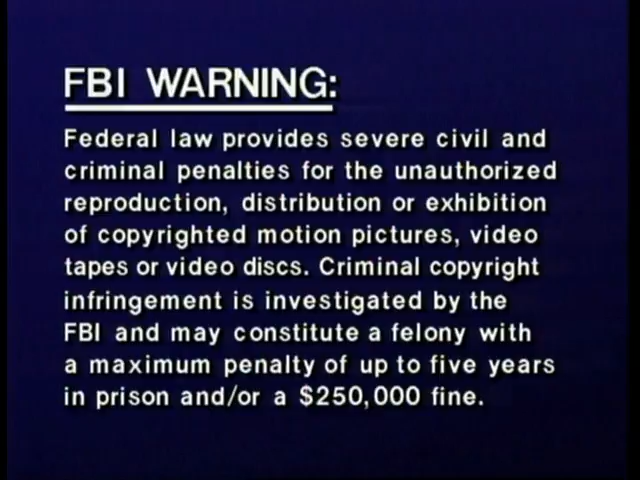 FBI WARNING:
Federal law provides severe civil and
criminal penalties for the unauthorized
reproduction, distribution or exhibition
of copyrighted motion pictures, video
tapes or video discs. Criminal copyright
infringement is investigated by the
FBI and may constitute a felony with
a maximum penalty of up to five years
in prison and/or a $250,000 fine.